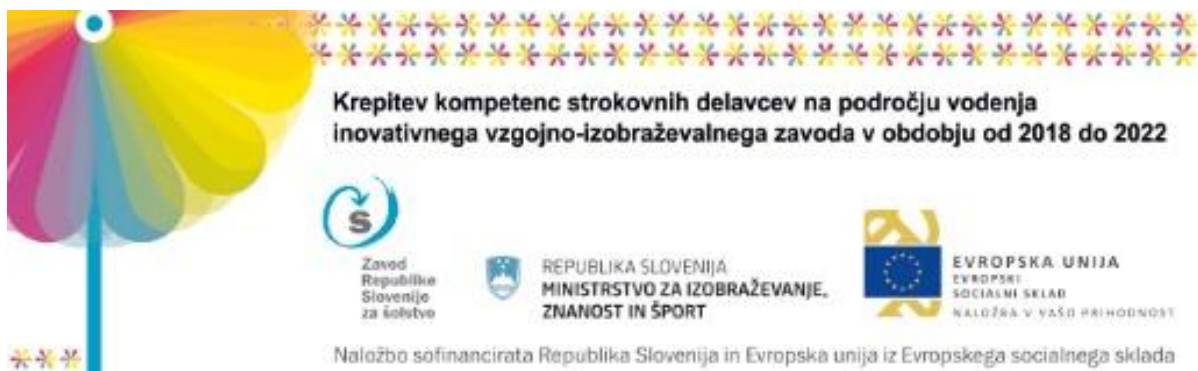 Krepitev kompetenc strokovnih delavcev na področju vodenja
inovativnega vzgojno-izobraževalnega zavoda v obdobju od 2018 do 2022
š
Zavod
Republike
Slovenije
za šolstvo
REPUBLIKA SLOVENIJA
MINISTRSTVO ZA IZOBRAŽEVANJE,
ZNANOST IN ŠPORT
EVROPSKA UNIJA
EVROPSKI
SOCIALNI SKLAD
NALOŽBA V VAŠO PRIHODNOST
Naložbo sofinancirata Republika Slovenija in Evropska unija iz Evropskega socialnega sklada